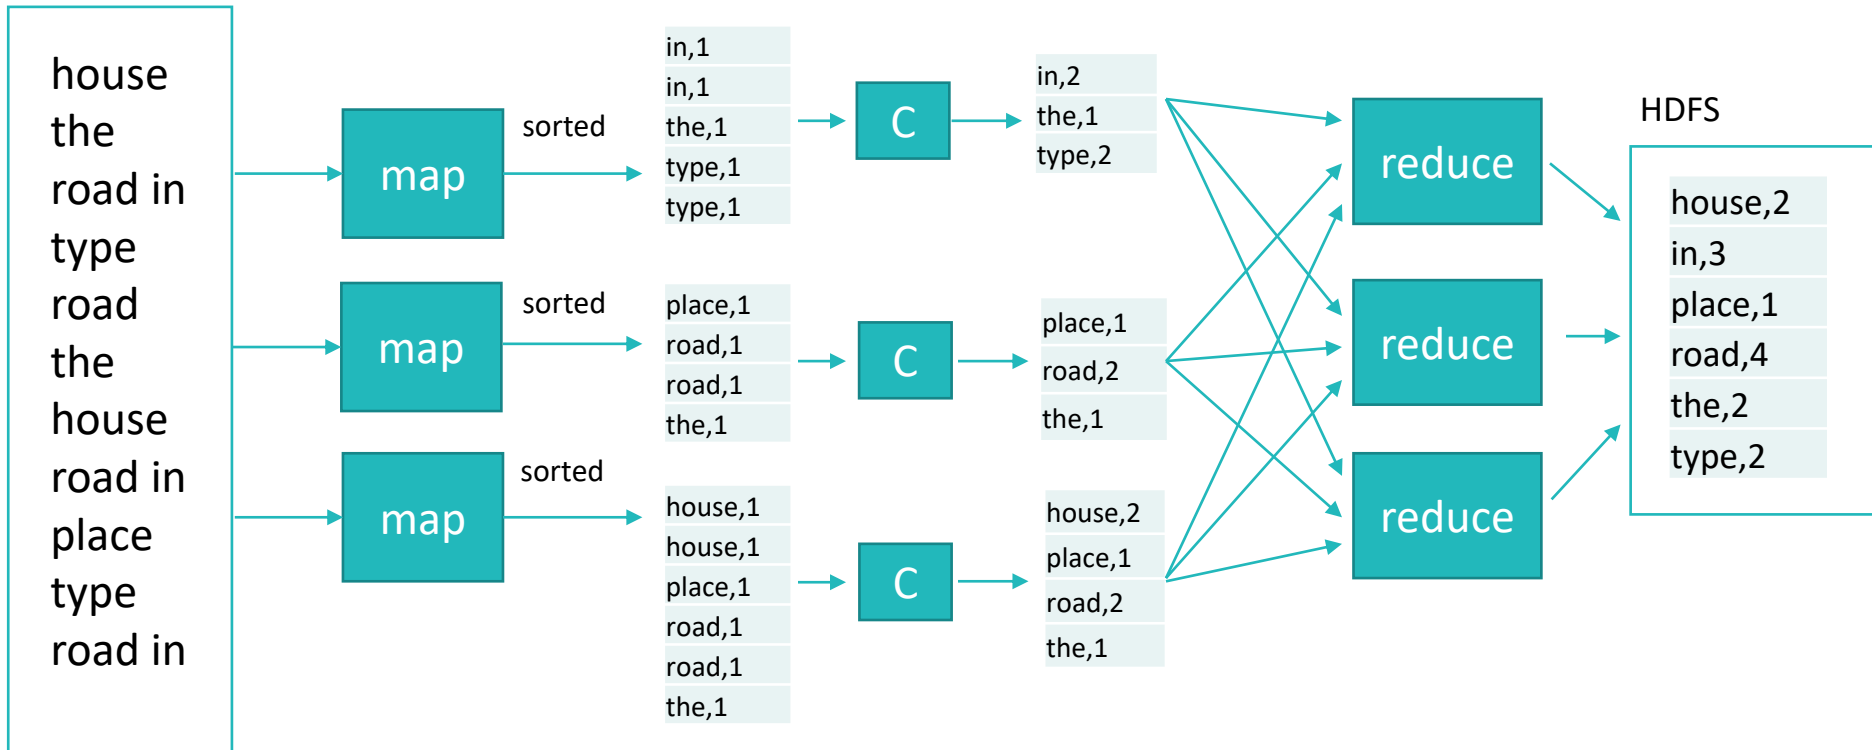 house
the
road in
type
road
the
house
road in
place
type
road in
map
sorted
in,1
in,1
the,1
type,1
type,1
C
in,2
the,1
type,2
map
sorted
place,1
road,1
road,1
the,1
C
place,1
road,2
the,1
map
sorted
house,1
house,1
place,1
road,1
road,1
the,1
C
house,2
place,1
road,2
the,1
reduce
reduce
reduce
HDFS
house,2
in,3
place,1
road,4
the,2
type,2